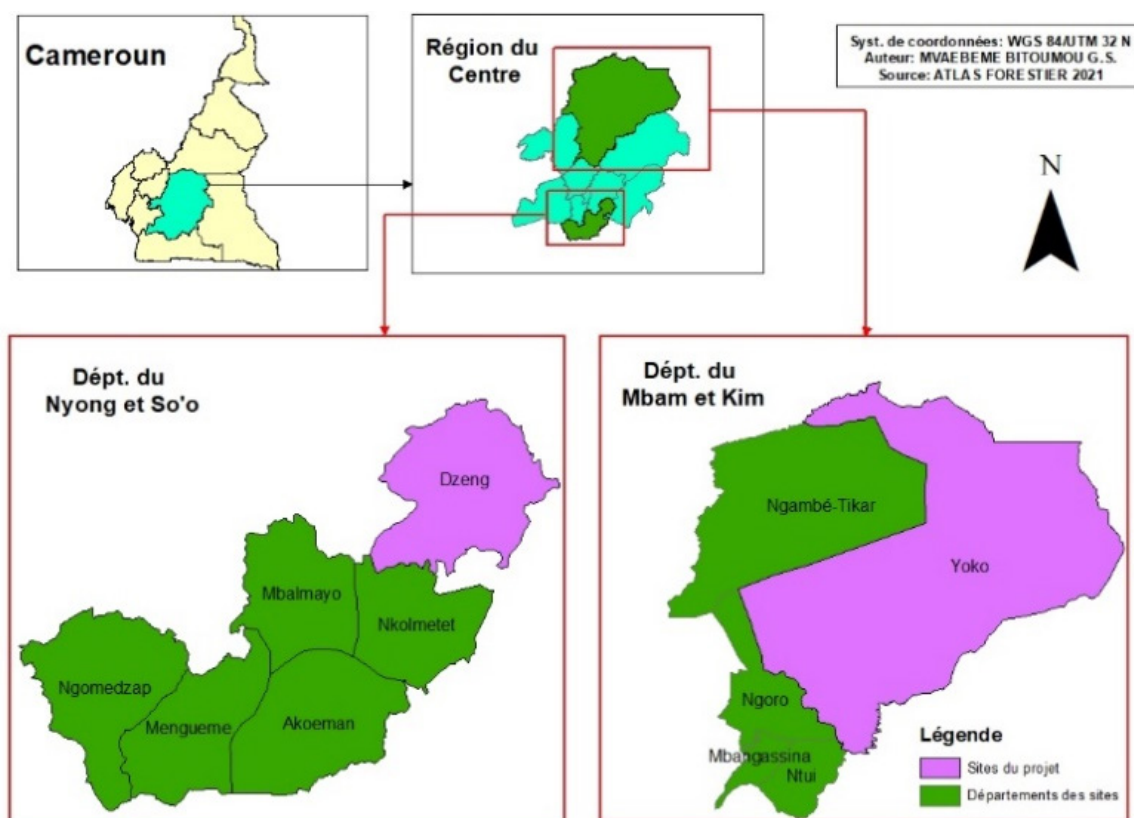 Cameroun
Région du
Centre
Syst. de coordonnées: WGS 84/UTM 32 N
Auteur: MVAEBEME BITOUMOU G.S.
Source: ATLAS FORESTIER 2021
N
Dépt. du
Nyong et So'o
Dzeng
Mbalmayo
Nkolmetet
Ngomedzap
Mengueme
Akoeman
Dépt. du
Mbam et Kim
Ngambé-Tikar
Yoko
Ngoro
Mbangassina
Ntui
Légende
Sites du projet
Départements des sites